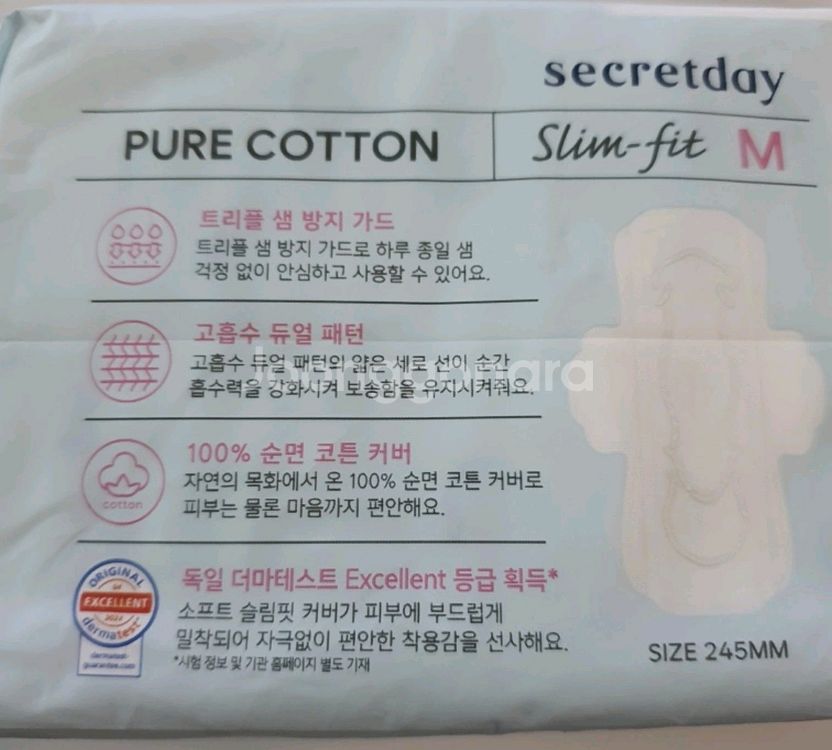 secretday
PURE COTTON
Slim-fit M
트리플 샘 방지 가드
트리플 샘 방지 가드로 하루 종일 샘
걱정 없이 안심하고 사용할 수 있어요.
고흡수 듀얼 패턴
고흡수 듀얼 패턴의 얇은 세로 선이 순간
흡수력을 강화시켜 보송함을 유지시켜줘요.
Joonggonara
100% 순면 코튼 커버
자연의 목화에서 온 100% 순면 코튼 커버로
피부는 물론 마음까지 편안해요.
cotton
독일 더마테스트 Excellent 등급 획득*
소프트 슬림핏 커버가 피부에 부드럽게
밀착되어 자극없이 편안한 착용감을 선사해요.
*시험 정보 및 기관 홈페이지 별도 기재
ORIGINAL
EXCELLENT
dermatest
dermatest-
guarantee.com
SIZE 245MM